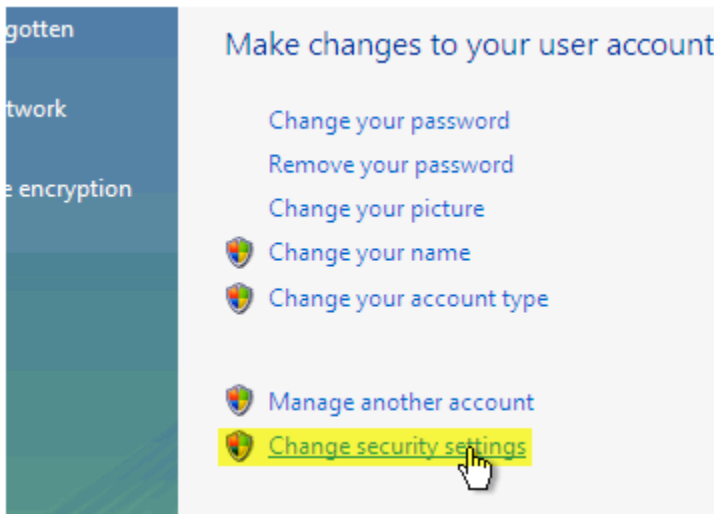 gotten
twork
e encryption
Make changes to your user account
Change your password
Remove your password
Change your picture
Change your name
Change your account type
Manage another account
Change security settings